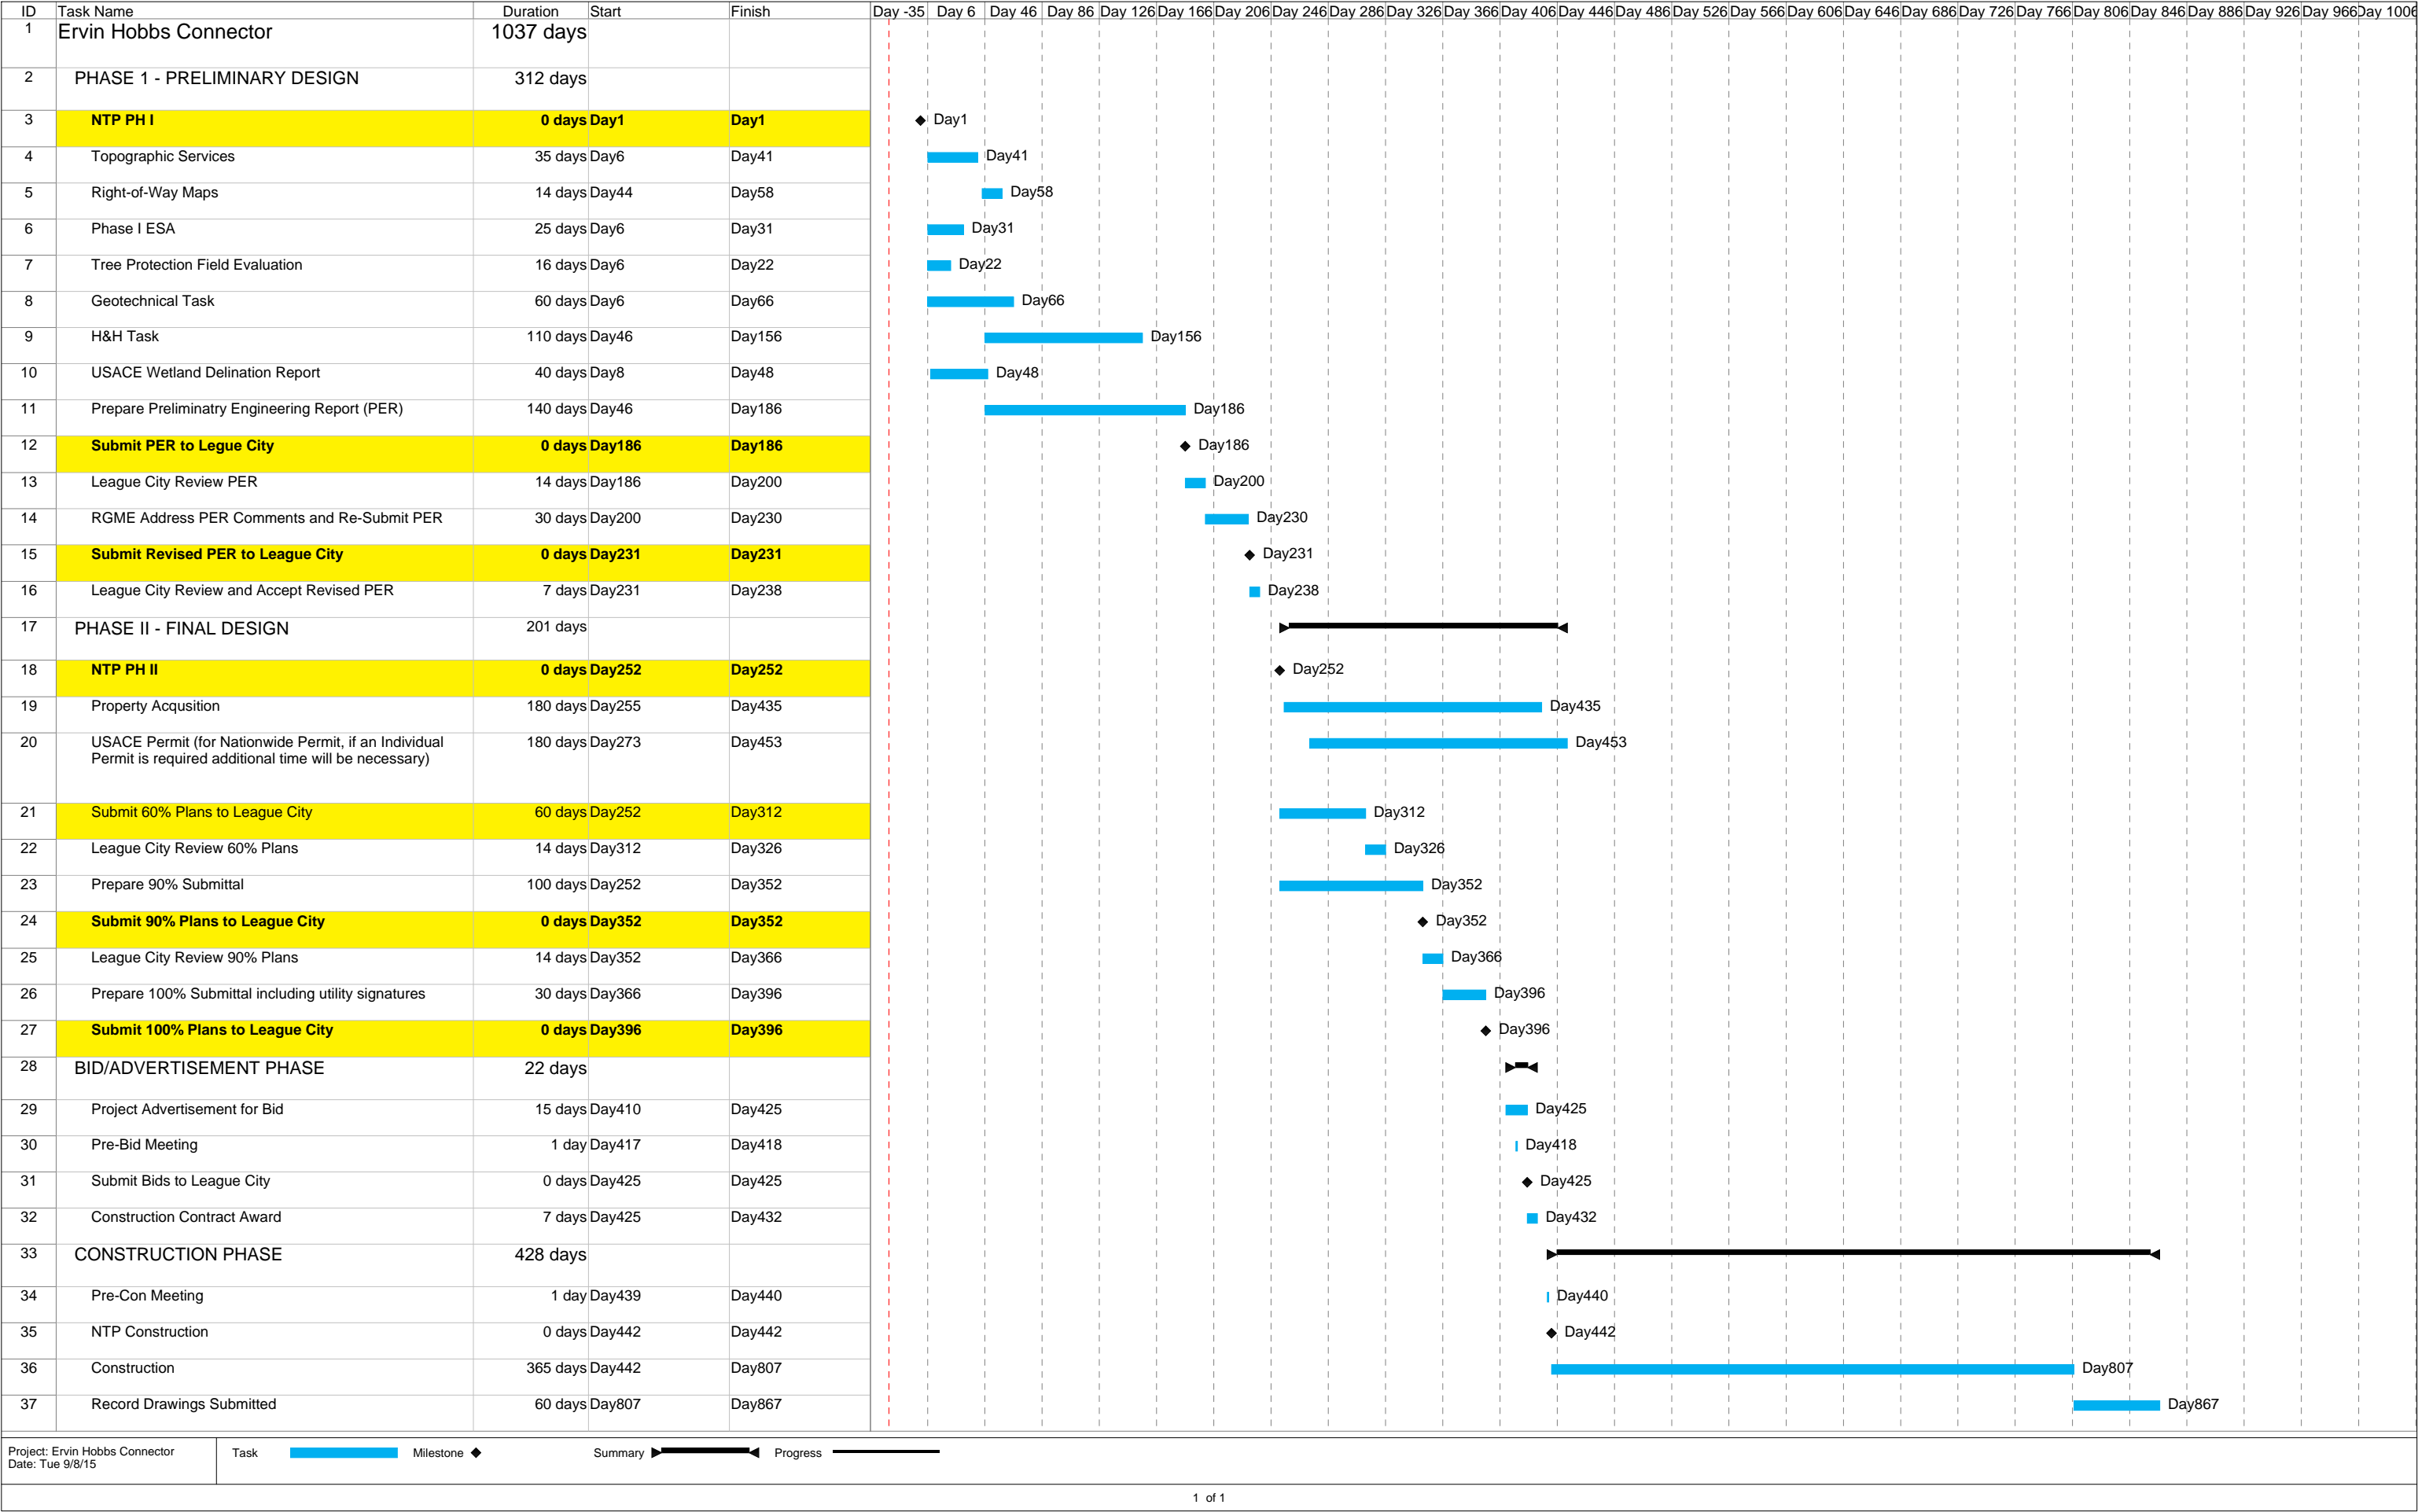 ID Task Name Duration Start Finish Day -35 Day 6 Day 46 Day 86 Day 126 Day 166 Day 206 Day 246 Day 286 Day 326 Day 366 Day 406 Day 446 Day 486 Day 526 Day 566 Day 606 Day 646 Day 686 Day 726 Day 766 Day 806 Day 846 Day 886 Day 926 Day 966 Day 1006
1 Ervin Hobbs Connector 1037 days
2 PHASE 1 - PRELIMINARY DESIGN 312 days
3 NTP PH I 0 days Day1 Day1 Day1
4 Topographic Services 35 days Day6 Day41 Day41
5 Right-of-Way Maps 14 days Day44 Day58 Day58
6 Phase I ESA 25 days Day6 Day31 Day31
7 Tree Protection Field Evaluation 16 days Day6 Day22 Day22
8 Geotechnical Task 60 days Day6 Day66 Day66
9 H&H Task 110 days Day46 Day156 Day156
10 USACE Wetland Delination Report 40 days Day8 Day48 Day48
11 Prepare Preliminatry Engineering Report (PER) 140 days Day46 Day186 Day186
12 Submit PER to Legue City 0 days Day186 Day186 Day186
13 League City Review PER 14 days Day186 Day200 Day200
14 RGME Address PER Comments and Re-Submit PER 30 days Day200 Day230 Day230
15 Submit Revised PER to League City 0 days Day231 Day231 Day231
16 League City Review and Accept Revised PER 7 days Day231 Day238 Day238
17 PHASE II - FINAL DESIGN 201 days
18 NTP PH II 0 days Day252 Day252 Day252
19 Property Acqusition 180 days Day255 Day435 Day435
20 USACE Permit (for Nationwide Permit, if an Individual 180 days Day273 Day453 Day453
Permit is required additional time will be necessary)
21 Submit 60% Plans to League City 60 days Day252 Day312 Day312
22 League City Review 60% Plans 14 days Day312 Day326 Day326
23 Prepare 90% Submittal 100 days Day252 Day352 Day352
24 Submit 90% Plans to League City 0 days Day352 Day352 Day352
25 League City Review 90% Plans 14 days Day352 Day366 Day366
26 Prepare 100% Submittal including utility signatures 30 days Day366 Day396 Day396
27 Submit 100% Plans to League City 0 days Day396 Day396 Day396
28 BID/ADVERTISEMENT PHASE 22 days
29 Project Advertisement for Bid 15 days Day410 Day425 Day425
30 Pre-Bid Meeting 1 day Day417 Day418 Day418
31 Submit Bids to League City 0 days Day425 Day425 Day425
32 Construction Contract Award 7 days Day425 Day432 Day432
33 CONSTRUCTION PHASE 428 days
34 Pre-Con Meeting 1 day Day439 Day440 Day440
35 NTP Construction 0 days Day442 Day442 Day442
36 Construction 365 days Day442 Day807 Day807
37 Record Drawings Submitted 60 days Day807 Day867 Day867
Project: Ervin Hobbs Connector Task Milestone Summary Progress
Date: Tue 9/8/15
1 of 1